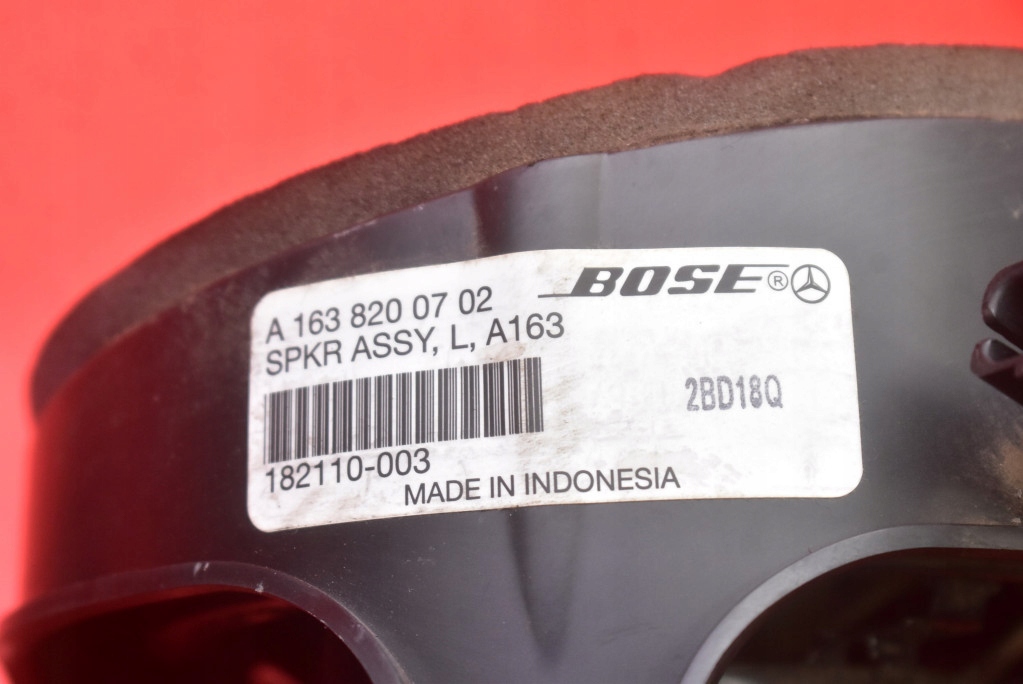 BOSE®
A 163 820 07 02
SPKR ASSY, L, A163
2BD18Q
182110-003
MADE IN INDONESIA